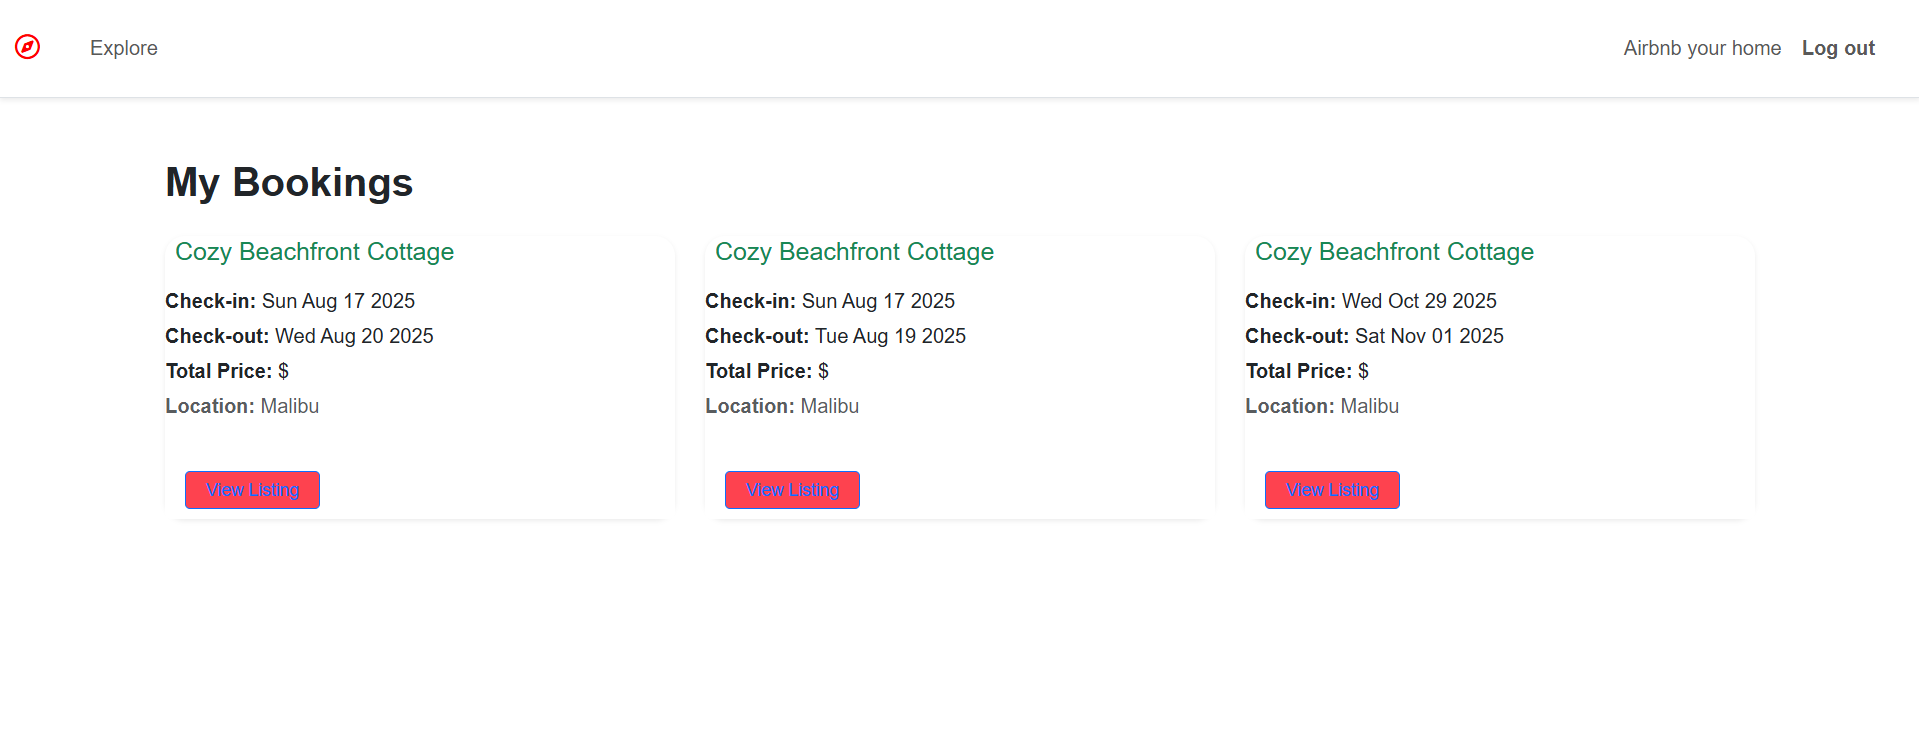 Explore
Airbnb your home
Log out
My Bookings
Cozy Beachfront Cottage
Check-in: Sun Aug 17 2025
Check-out: Wed Aug 20 2025
Total Price: $
Location: Malibu
View Listing
Cozy Beachfront Cottage
Check-in: Sun Aug 17 2025
Check-out: Tue Aug 19 2025
Total Price: $
Location: Malibu
View Listing
Cozy Beachfront Cottage
Check-in: Wed Oct 29 2025
Check-out: Sat Nov 01 2025
Total Price: $
Location: Malibu
View Listing